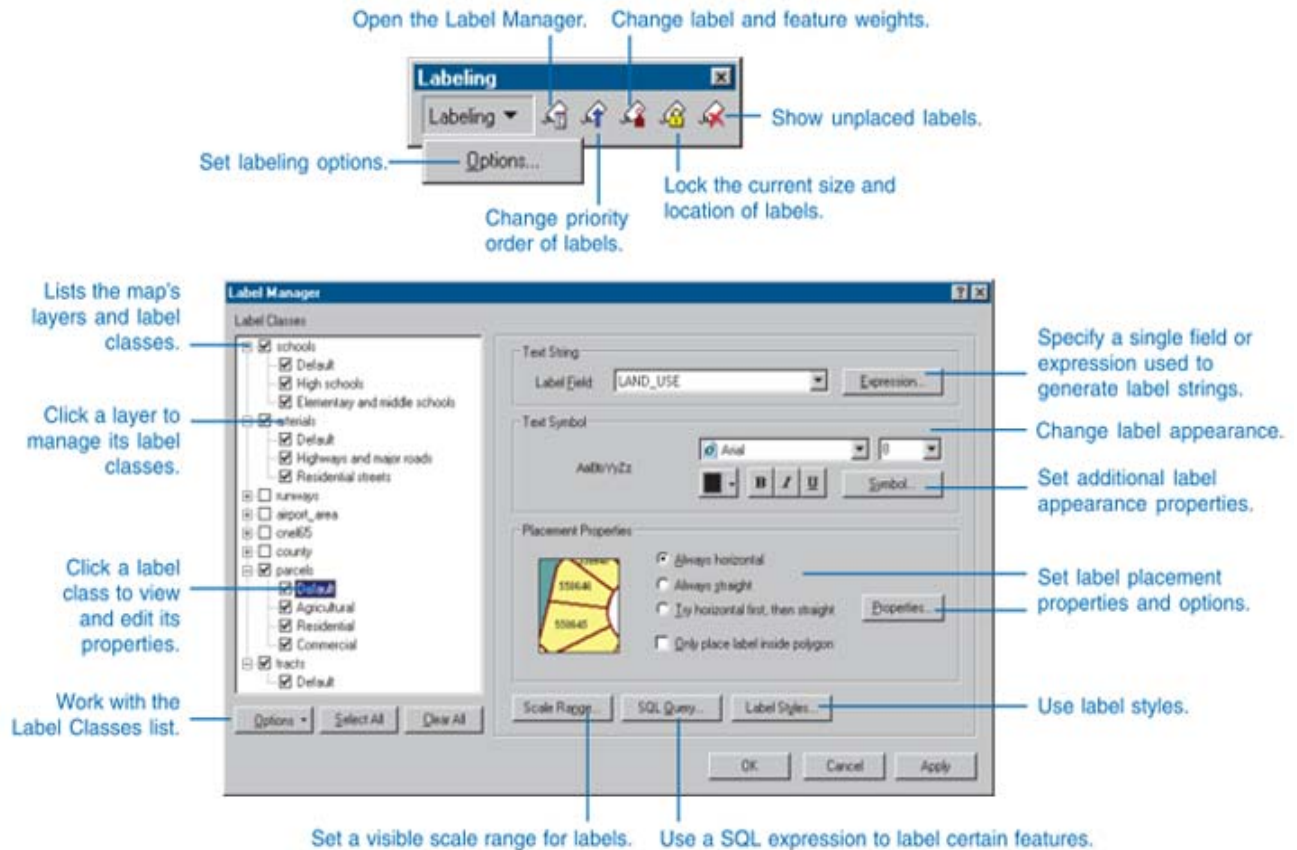 Open the Label Manager.
Change label and feature weights.
Labeling
Labeling
Show unplaced labels.
Set labeling options.
Options...
Lock the current size and
location of labels.
Change priority
order of labels.
Lists the map's
layers and label
classes.
Click a layer to
manage its label
classes.
Click a label
class to view
and edit its
properties.
Work with the
Label Classes list.
Label Manager
Label Classes
schools
Default
High schools
Elementary and middle schools
arterials
Default
Highways and major roads
Residential streets
runways
airport_area
cnel65
county
parcels
Default
Agricultural
Residential
Commercial
tracts
Default
Options
Select All
Clear All
Text String
Label Field:
LAND_USE
Expression...
Text Symbol
AaBbYyZz
Arial
8
B I U
Symbol...
Placement Properties
550646
550645
Always horizontal
Always straight
Try horizontal first, then straight
Only place label inside polygon
Properties...
Scale Range...
SQL Query...
Label Styles...
OK
Cancel
Apply
Specify a single field or
expression used to
generate label strings.
Change label appearance.
Set additional label
appearance properties.
Set label placement
properties and options.
Use label styles.
Set a visible scale range for labels.
Use a SQL expression to label certain features.